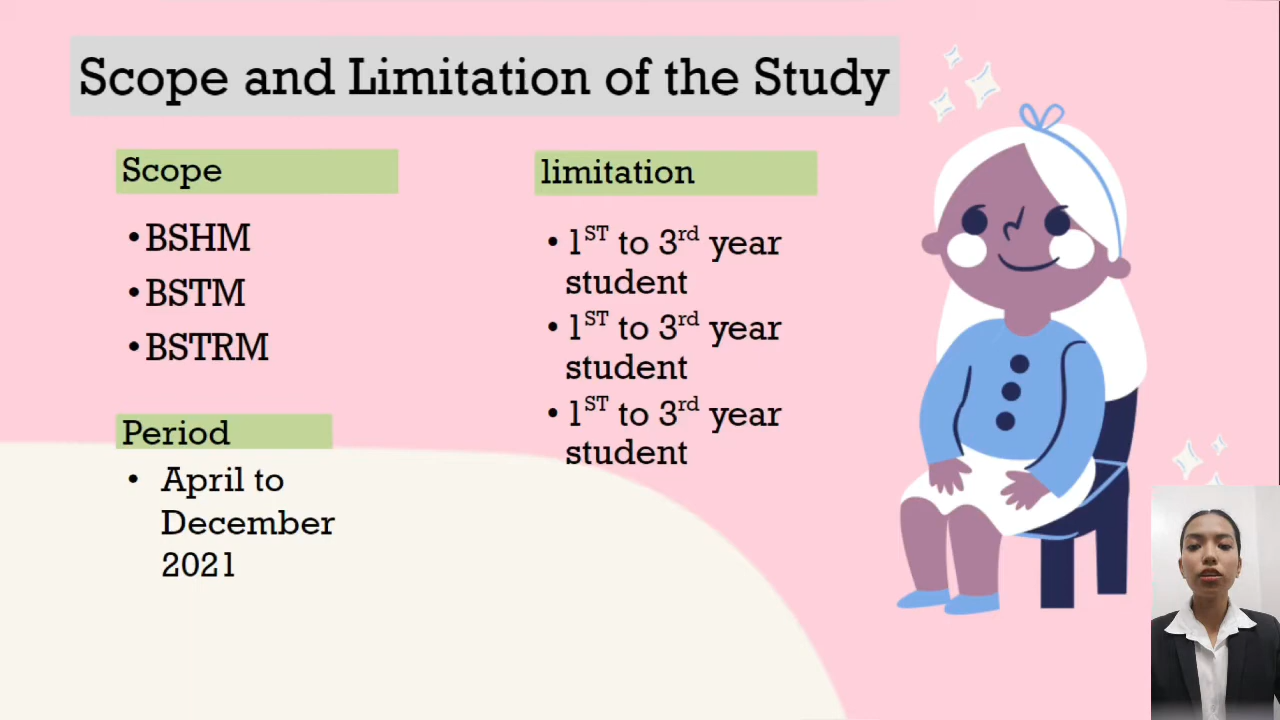 Scope and Limitation of the Study
Scope
•BSHM
•BSTM
•BSTRM
Period
• April to
December
2021
limitation
• 1ST to 3rd year
student
• 1ST to 3rd year
student
• 1ST to 3rd year
student